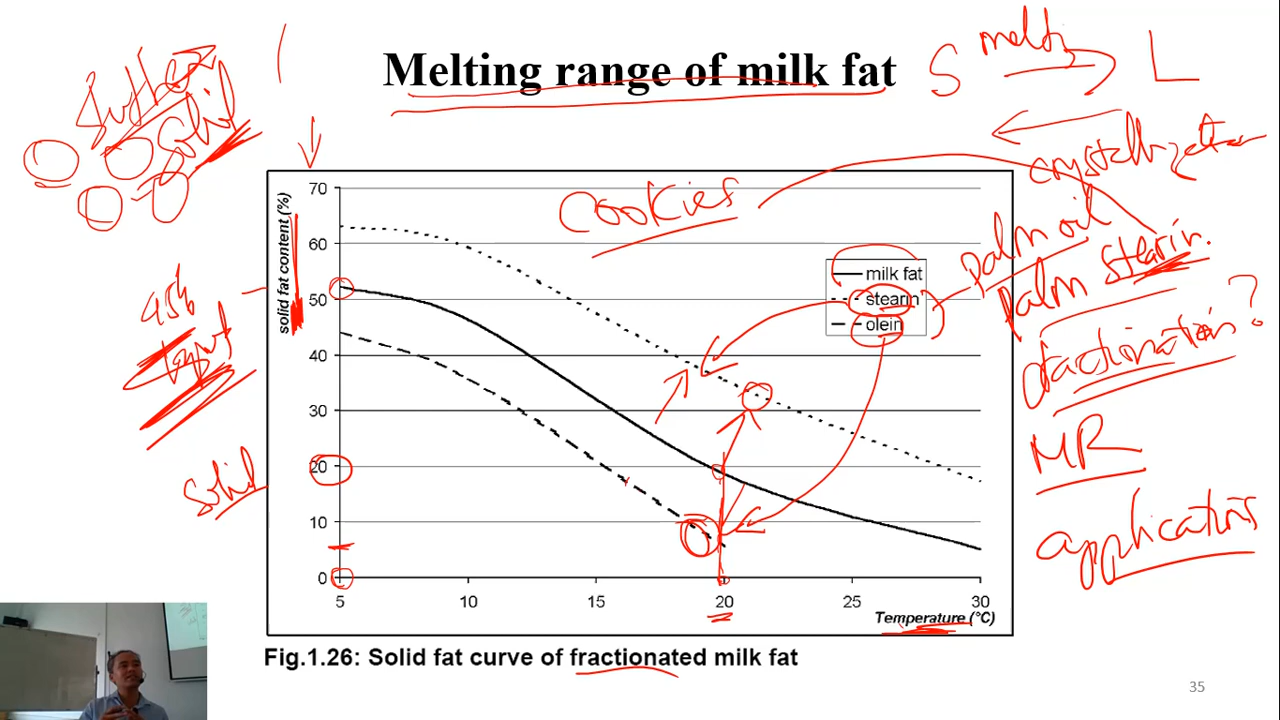 Melting range of milk fat
S melts L
crystallization
solid
cookies
palm oil
palm stearin.
fractionation?
MR
applications
solid
solid fat content (%)
70
60
50
40
30
20
10
0
milk fat
stearin
olein
5 10 15 20 25 30
Temperature (°C)
Fig.1.26: Solid fat curve of fractionated milk fat
35